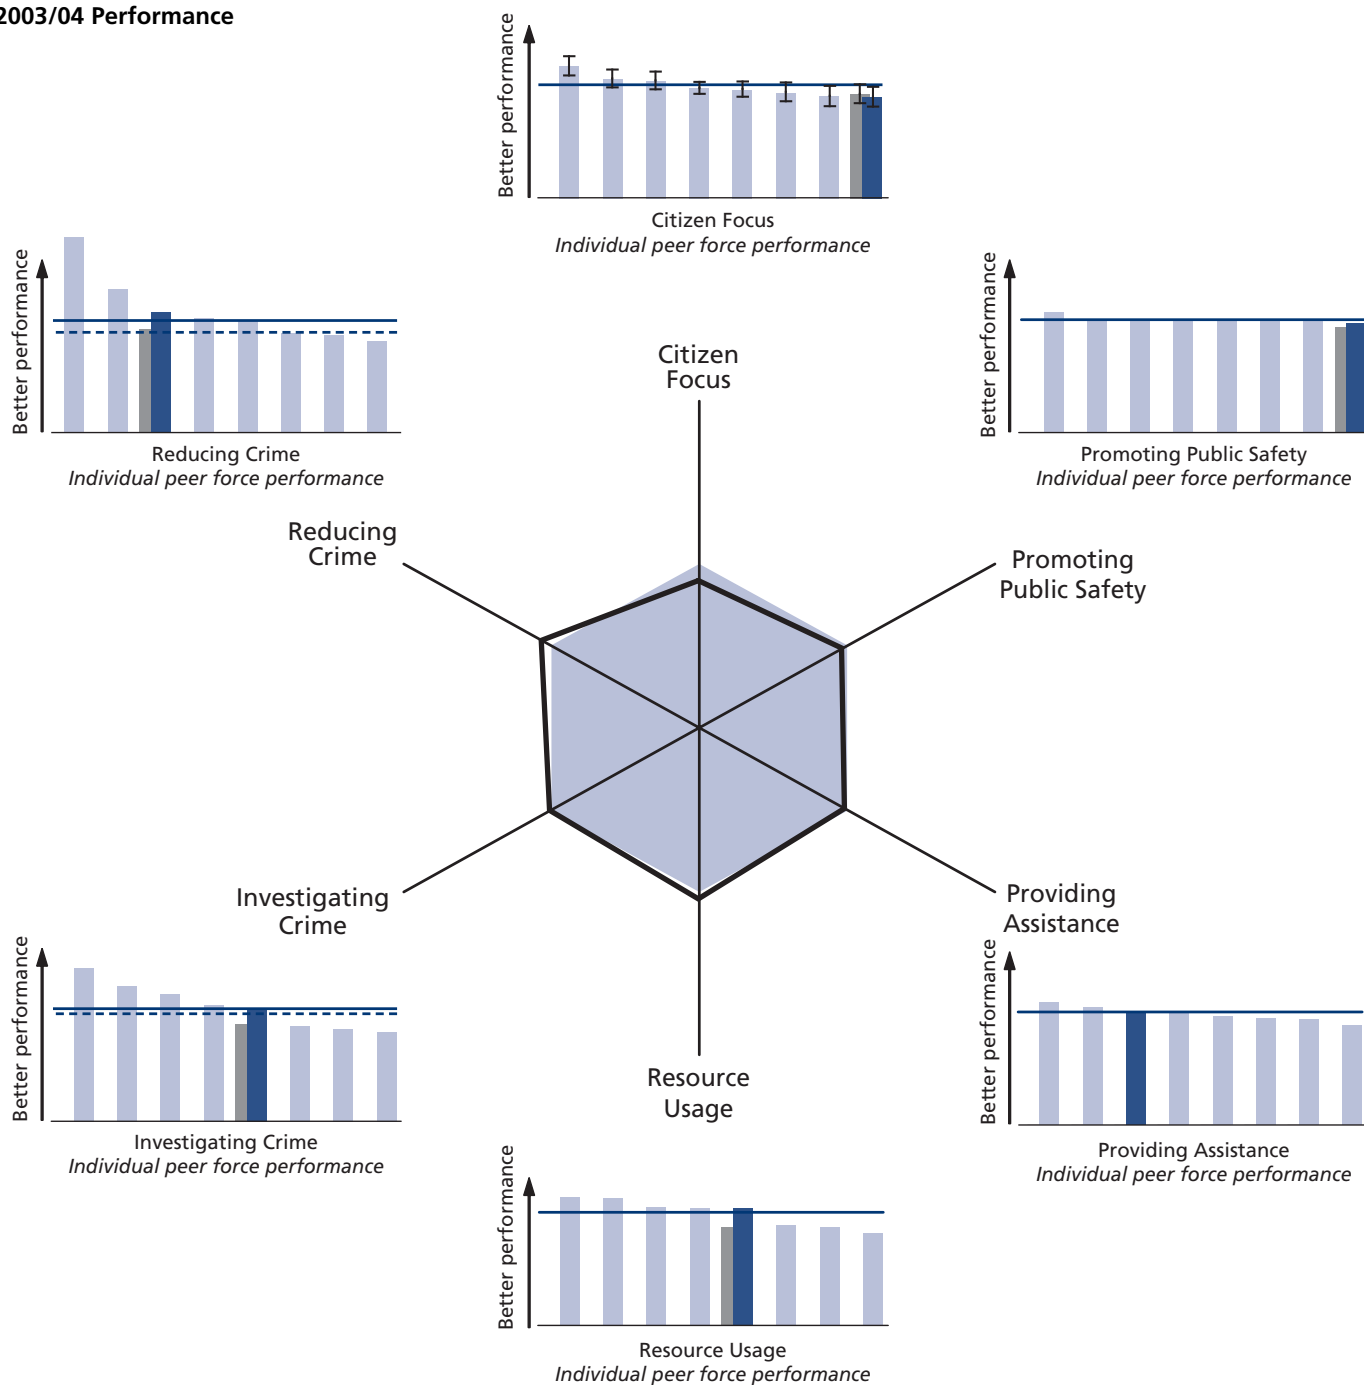 2003/04 Performance
Better performance
Citizen Focus
Individual peer force performance
Better performance
Reducing Crime
Individual peer force performance
Better performance
Promoting Public Safety
Individual peer force performance
Citizen
Focus
Reducing
Crime
Promoting
Public Safety
Investigating
Crime
Providing
Assistance
Resource
Usage
Better performance
Investigating Crime
Individual peer force performance
Better performance
Providing Assistance
Individual peer force performance
Better performance
Resource Usage
Individual peer force performance